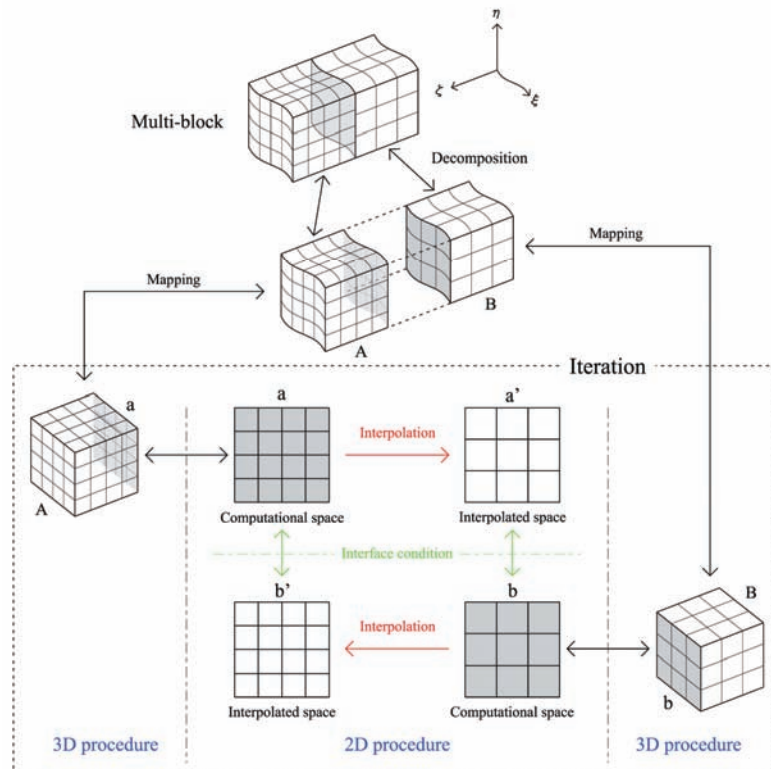 η
ζ
ξ
Multi-block
Decomposition
Mapping
Mapping
B
A
Iteration
a
a
a’
Interpolation
A
Computational space
Interpolated space
Interface condition
b’
b
B
Interpolation
b
Interpolated space
Computational space
3D procedure
2D procedure
3D procedure